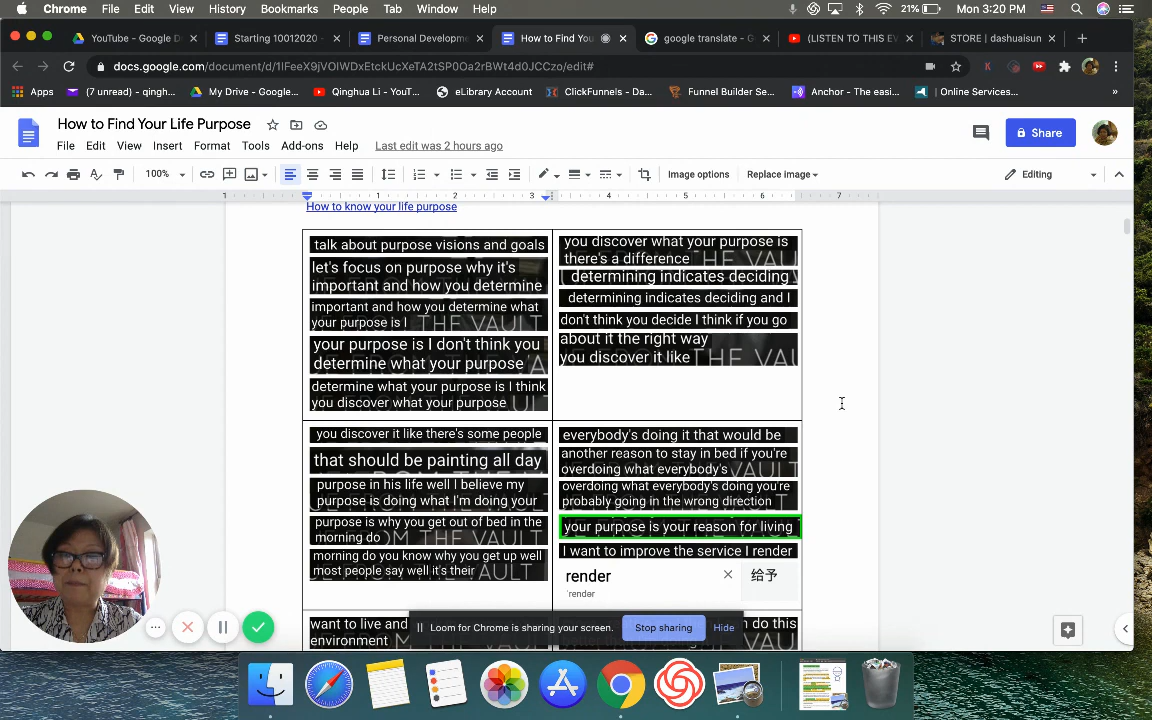 Chrome File Edit View History Bookmarks People Tab Window Help 21% Mon 3:20 PM
YouTube - Google D Starting 10012020 - Personal Developme How to Find You google translate - G (LISTEN TO THIS EV STORE | dashuaisun
docs.google.com/document/d/1IFeeX9jVOIWDxEtckUcXeTA2tSP0Oa2rBWt4d0JCCzo/edit#
Apps (7 unread) - qingh... My Drive - Google... Qinghua Li - YouT... eLibrary Account ClickFunnels - Da... Funnel Builder Se... Anchor - The easi... | Online Services... »
How to Find Your Life Purpose
Share
File Edit View Insert Format Tools Add-ons Help Last edit was 2 hours ago
100% Image options Replace image Editing
1 1 2 3 4 5 6 7
How to know your life purpose
talk about purpose visions and goals
let's focus on purpose why it's
important and how you determine
important and how you determine what
your purpose is I
THE VAULT
your purpose is I don't think you
determine what your purpose
determine what your purpose is I think
you discover what your purpose
you discover what your purpose is
there's a difference
determining indicates deciding
determining indicates deciding and I
don't think you decide I think if you go
about it the right way
you discover it like
you discover it like there's some people
that should be painting all day
purpose in his life well I believe my
purpose is doing what I'm doing your
purpose is why you get out of bed in the
morning do
morning do you know why you get up well
most people say well it's their
everybody's doing it that would be
another reason to stay in bed if you're
overdoing what everybody's
overdoing what everybody's doing you're
probably going in the wrong direction
your purpose is your reason for living
I want to improve the service I render
render 给予
'rendər
want to live and
environment
do this
Loom for Chrome is sharing your screen. Stop sharing Hide